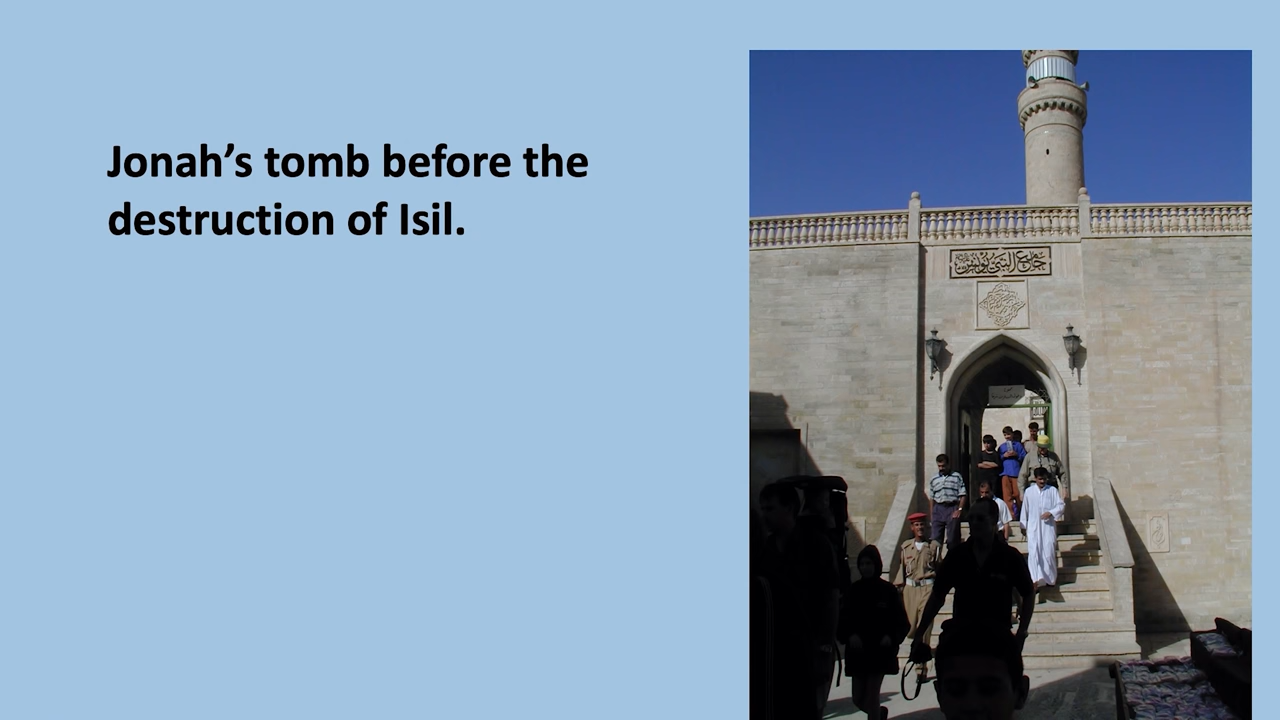 Jonah’s tomb before the
destruction of Isil.
جامع النبي يونس